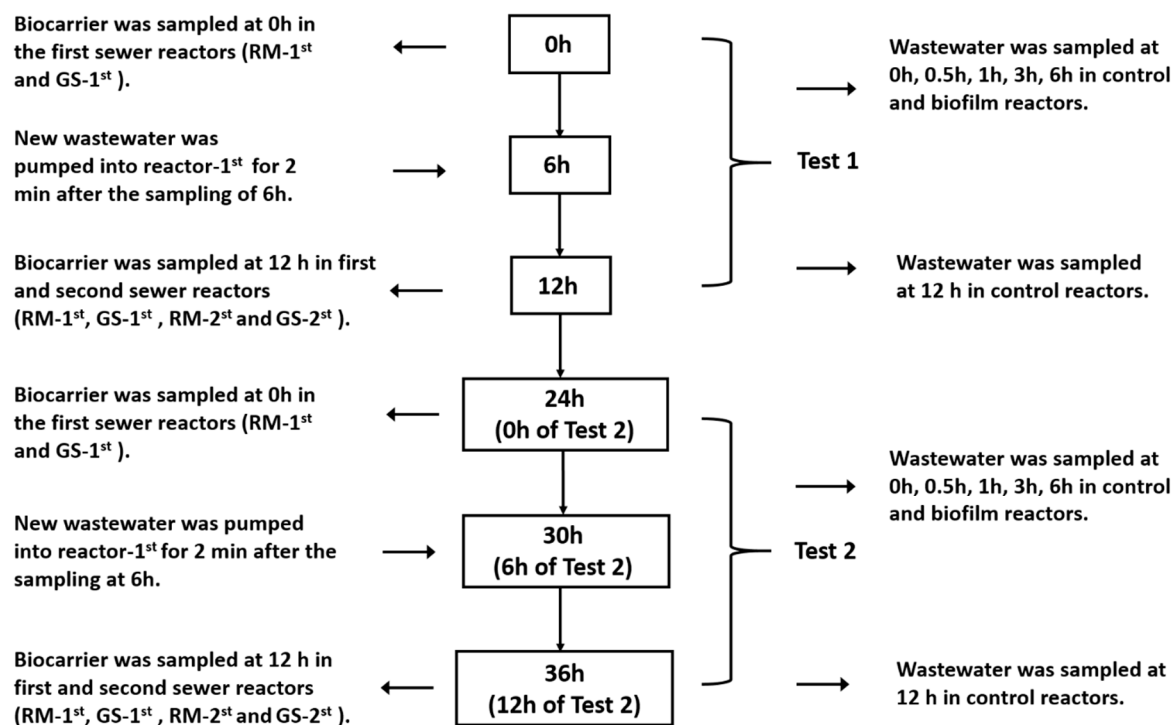 Biocarrier was sampled at 0h in
the first sewer reactors (RM-1st
and GS-1st ).
0h
Wastewater was sampled at
0h, 0.5h, 1h, 3h, 6h in control
and biofilm reactors.
New wastewater was
pumped into reactor-1st for 2
min after the sampling of 6h.
6h
Test 1
Biocarrier was sampled at 12 h in first
and second sewer reactors
(RM-1st, GS-1st , RM-2st and GS-2st ).
12h
Wastewater was sampled
at 12 h in control reactors.
Biocarrier was sampled at 0h in
the first sewer reactors (RM-1st
and GS-1st ).
24h
(0h of Test 2)
Wastewater was sampled at
0h, 0.5h, 1h, 3h, 6h in control
and biofilm reactors.
New wastewater was pumped
into reactor-1st for 2 min after the
sampling at 6h.
30h
(6h of Test 2)
Test 2
Biocarrier was sampled at 12 h in
first and second sewer reactors
(RM-1st, GS-1st , RM-2st and GS-2st ).
36h
(12h of Test 2)
Wastewater was sampled at
12 h in control reactors.